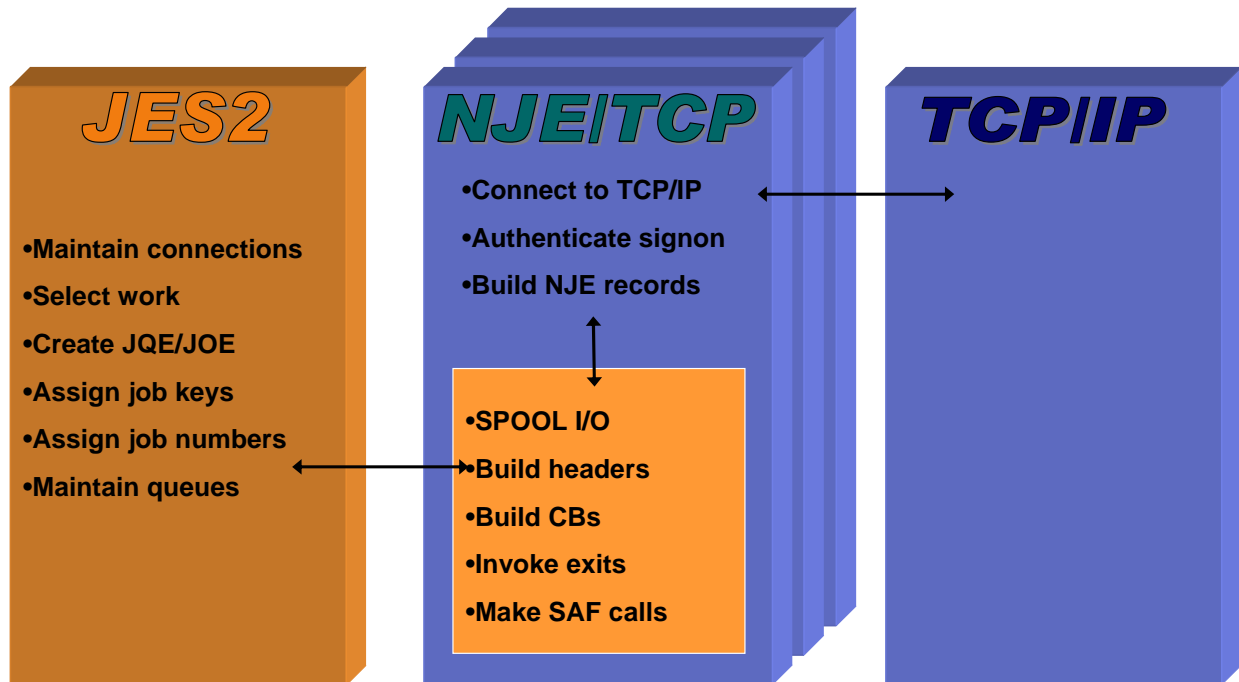 JES2
•Maintain connections
•Select work
•Create JQE/JOE
•Assign job keys
•Assign job numbers
•Maintain queues
NJE/TCP
•Connect to TCP/IP
•Authenticate signon
•Build NJE records
•SPOOL I/O
•Build headers
•Build CBs
•Invoke exits
•Make SAF calls
TCP/IP